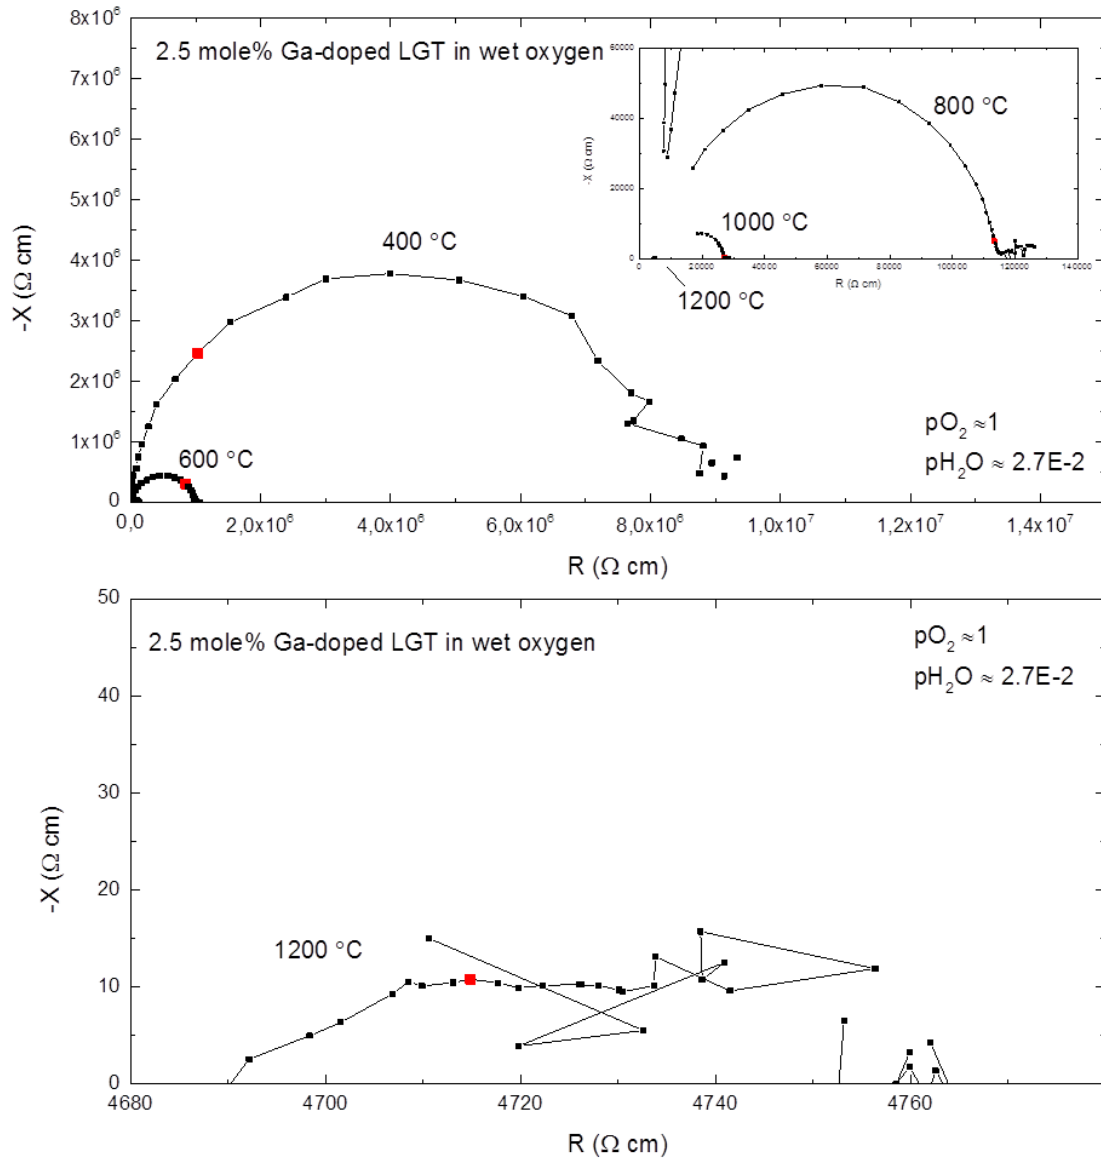 8x10⁶
7x10⁶
6x10⁶
5x10⁶
4x10⁶
3x10⁶
2x10⁶
1x10⁶
0
-X (Ω cm)
2.5 mole% Ga-doped LGT in wet oxygen
400 °C
600 °C
60000
40000
20000
0
-X (Ω cm)
800 °C
1000 °C
0 20000 40000 60000 80000 100000 120000 14000
R (Ω cm)
1200 °C
pO₂ ≈1
pH₂O ≈ 2.7E-2
0,0 2,0x10⁶ 4,0x10⁶ 6,0x10⁶ 8,0x10⁶ 1,0x10⁷ 1,2x10⁷ 1,4x10⁷
R (Ω cm)
50
40
30
20
10
0
-X (Ω cm)
2.5 mole% Ga-doped LGT in wet oxygen
pO₂ ≈1
pH₂O ≈ 2.7E-2
1200 °C
4680 4700 4720 4740 4760
R (Ω cm)